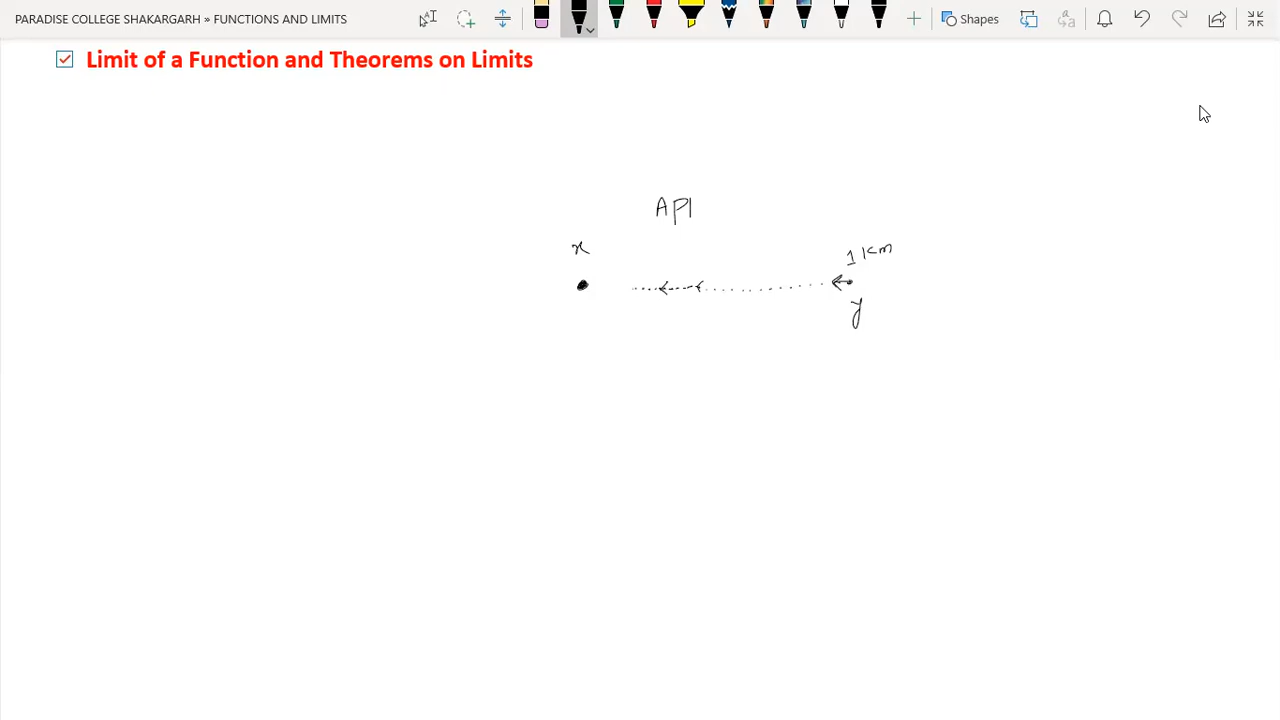 PARADISE COLLEGE SHAKARGARH » FUNCTIONS AND LIMITS
Shapes
Limit of a Function and Theorems on Limits
API
x
1 Km
y